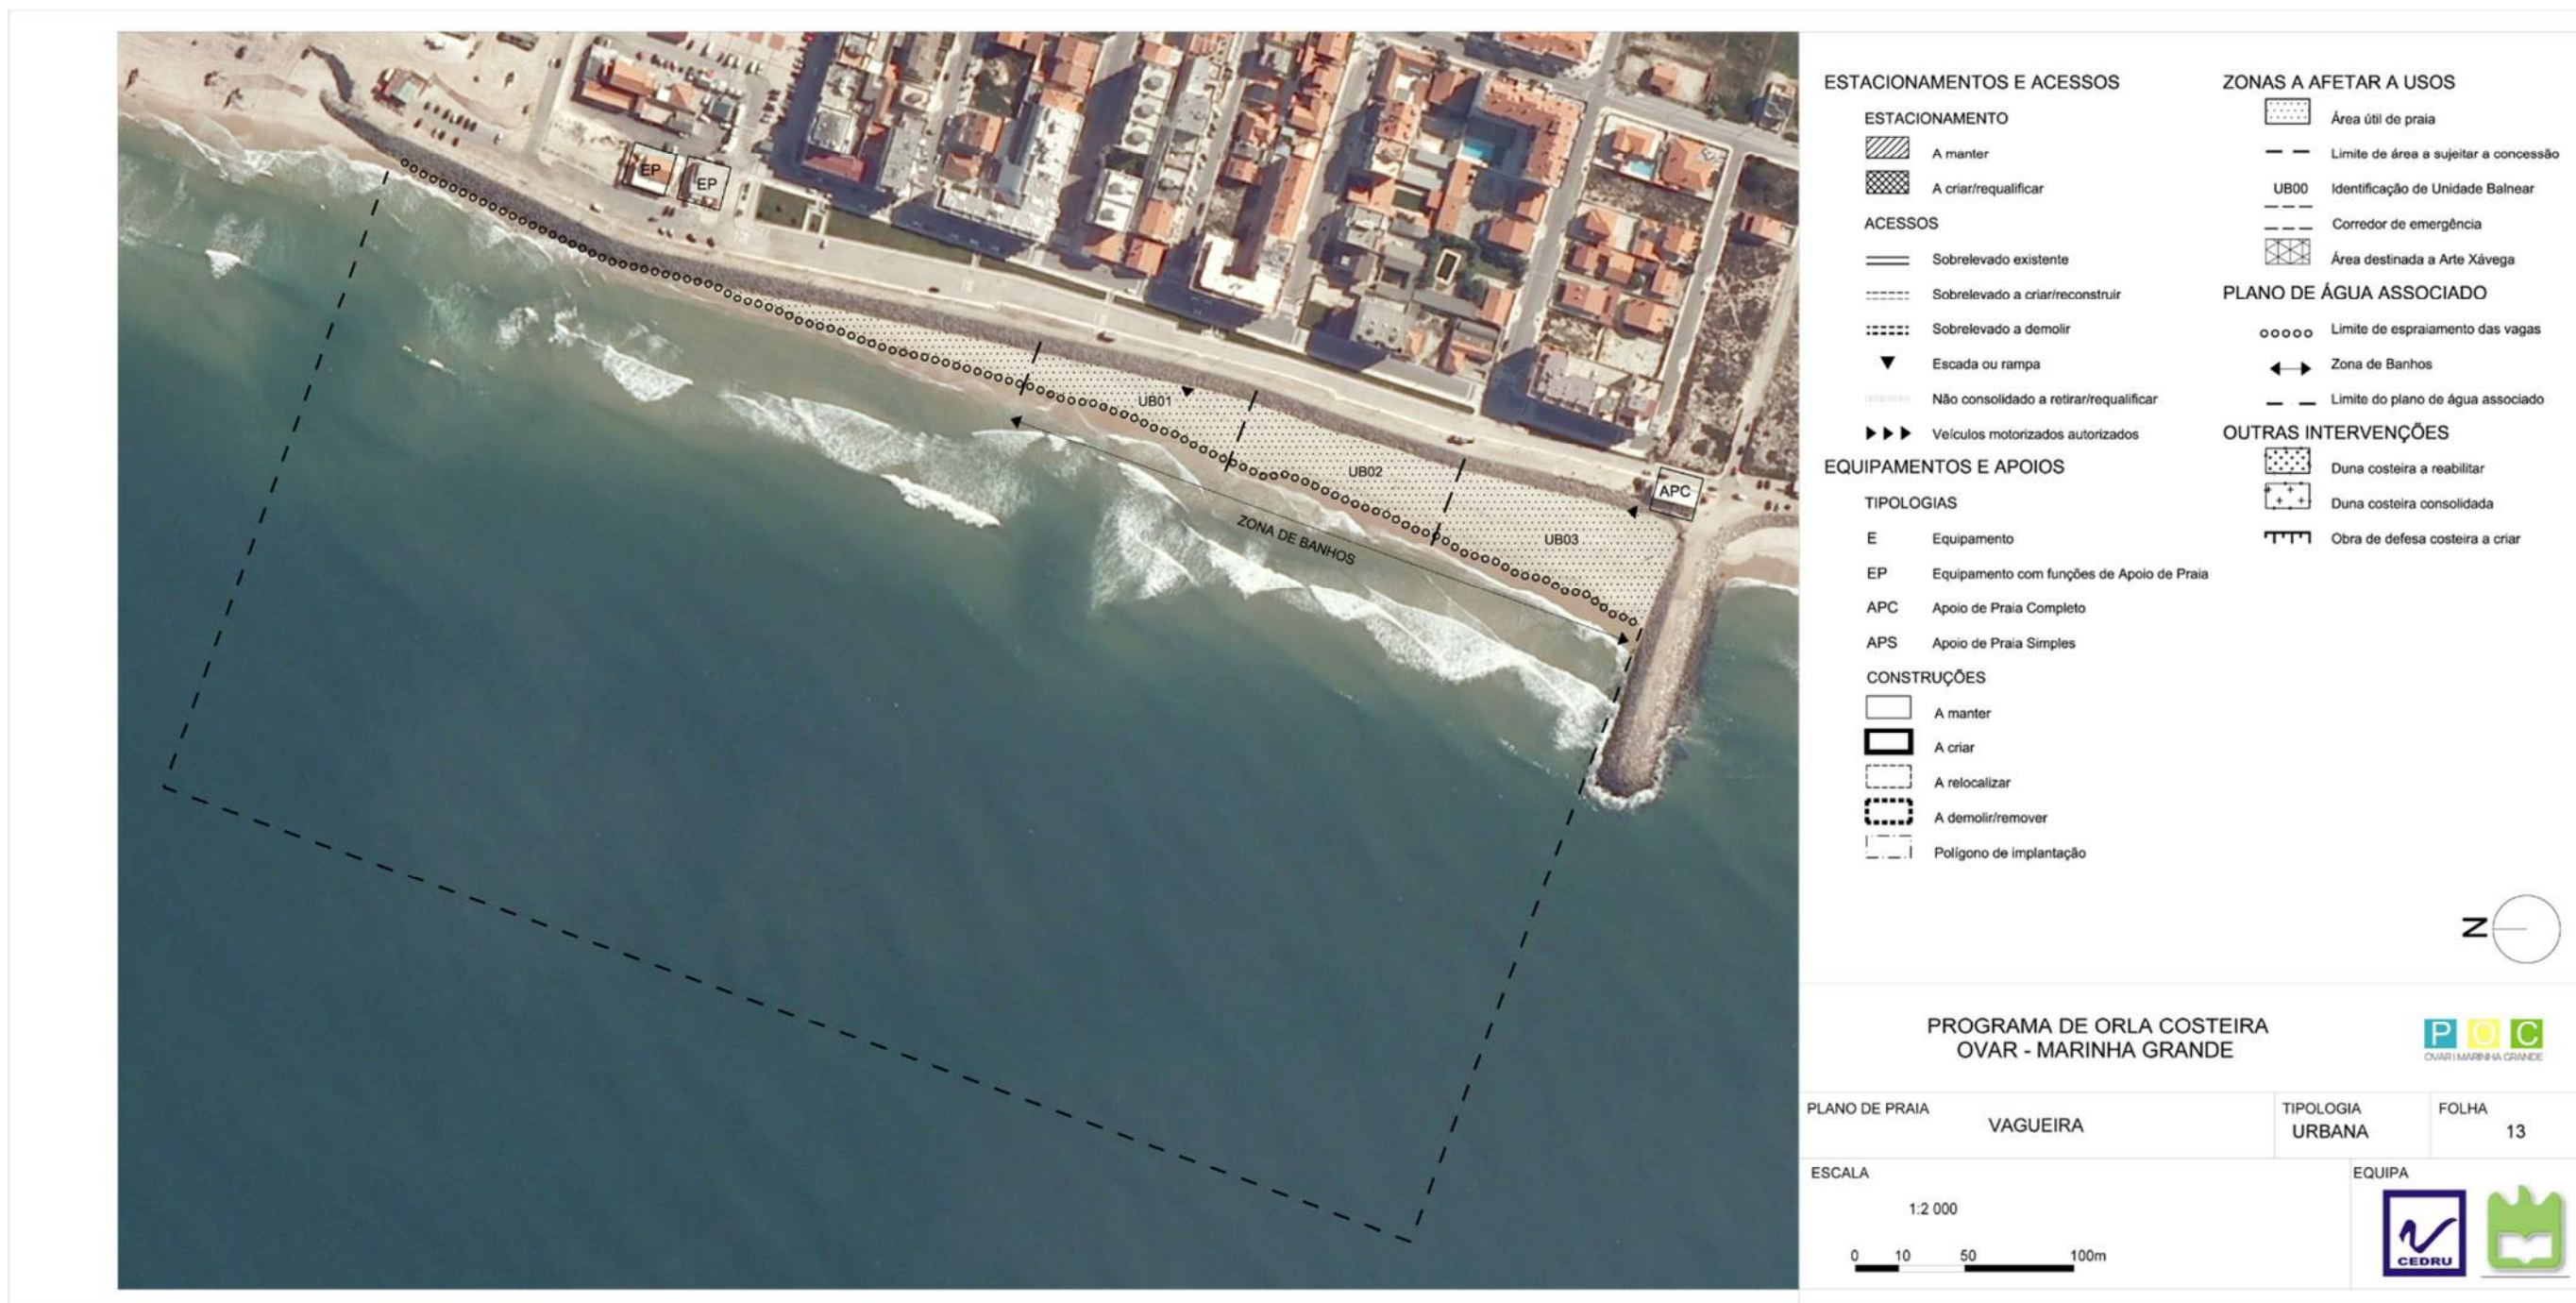 EP
EP
UB01
UB02
UB03
APC
ZONA DE BANHOS
ESTACIONAMENTOS E ACESSOS
ESTACIONAMENTO
A manter
A criar/requalificar
ACESSOS
Sobrelevado existente
Sobrelevado a criar/reconstruir
Sobrelevado a demolir
Escada ou rampa
Não consolidado a retirar/requalificar
Veículos motorizados autorizados
EQUIPAMENTOS E APOIOS
TIPOLOGIAS
E Equipamento
EP Equipamento com funções de Apoio de Praia
APC Apoio de Praia Completo
APS Apoio de Praia Simples
CONSTRUÇÕES
A manter
A criar
A relocalizar
A demolir/remover
Polígono de implantação
ZONAS A AFETAR A USOS
Área útil de praia
Limite de área a sujeitar a concessão
UB00 Identificação de Unidade Balnear
Corredor de emergência
Área destinada a Arte Xávega
PLANO DE ÁGUA ASSOCIADO
Limite de espraiamento das vagas
Zona de Banhos
Limite do plano de água associado
OUTRAS INTERVENÇÕES
Duna costeira a reabilitar
Duna costeira consolidada
Obra de defesa costeira a criar
N
PROGRAMA DE ORLA COSTEIRA
OVAR - MARINHA GRANDE
P O C
OVAR | MARINHA GRANDE
PLANO DE PRAIA
VAGUEIRA
TIPOLOGIA
URBANA
FOLHA
13
ESCALA
1:2 000
0 10 50 100m
EQUIPA
CEDRU